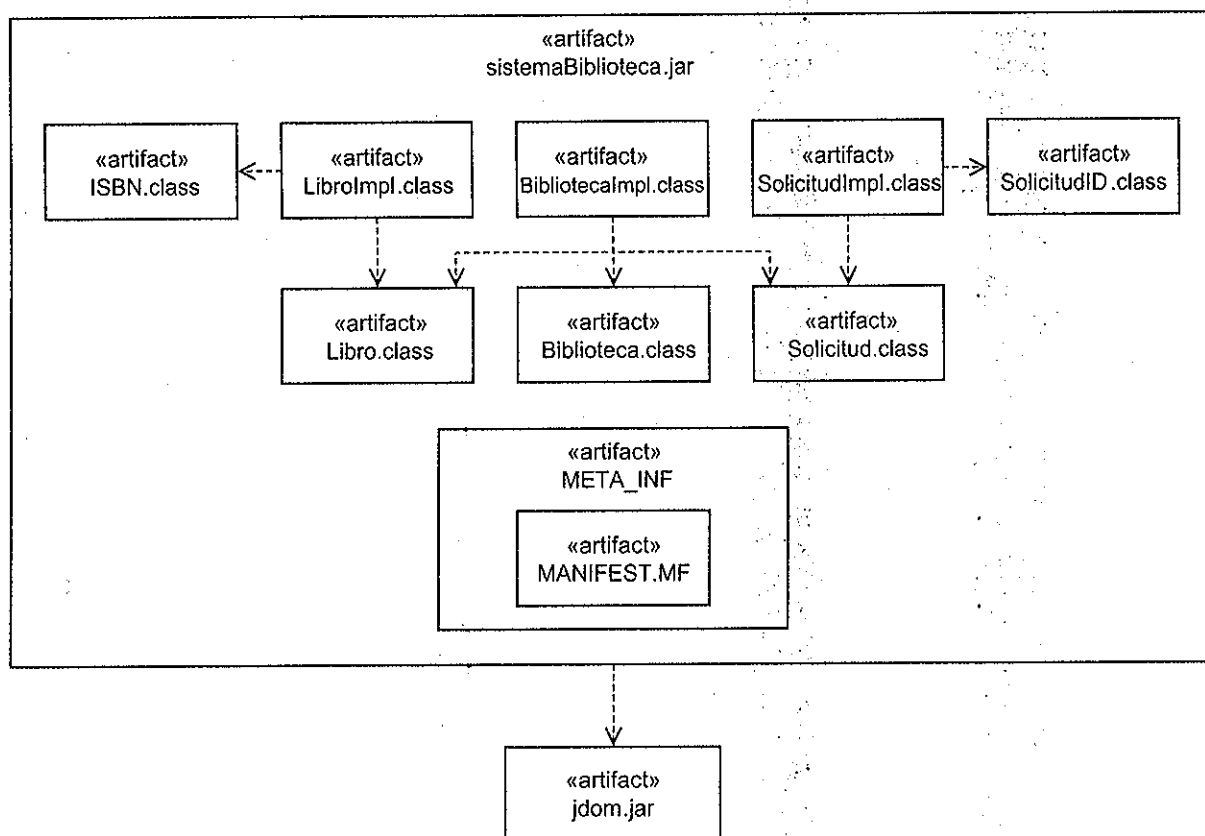 «artifact»
sistemaBiblioteca.jar
«artifact»
ISBN.class
«artifact»
LibroImpl.class
«artifact»
BibliotecaImpl.class
«artifact»
SolicitudImpl.class
«artifact»
SolicitudID.class
«artifact»
Libro.class
«artifact»
Biblioteca.class
«artifact»
Solicitud.class
«artifact»
META_INF
«artifact»
MANIFEST.MF
«artifact»
jdom.jar